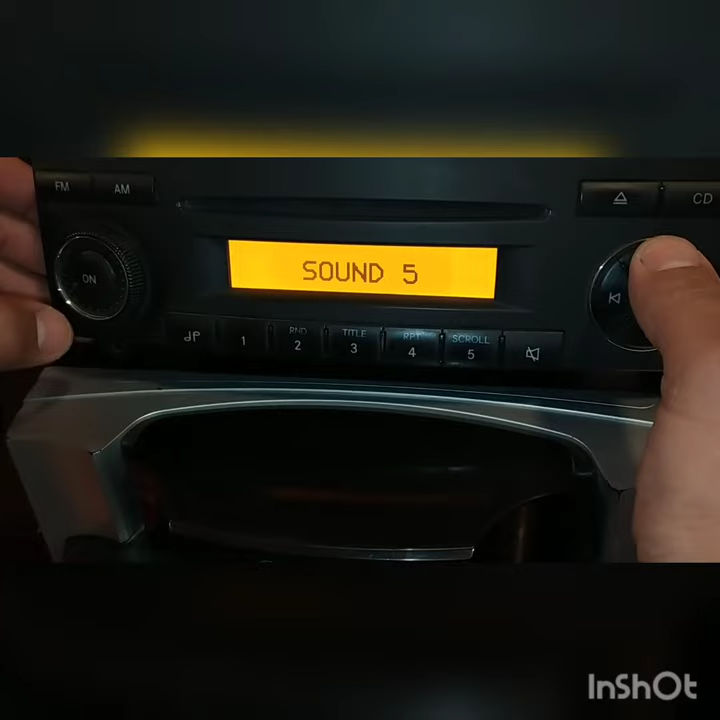 FM
AM
CD
ON
SOUND 5
1
RND
2
TITLE
3
RPT
4
SCROLL
5
InShOt